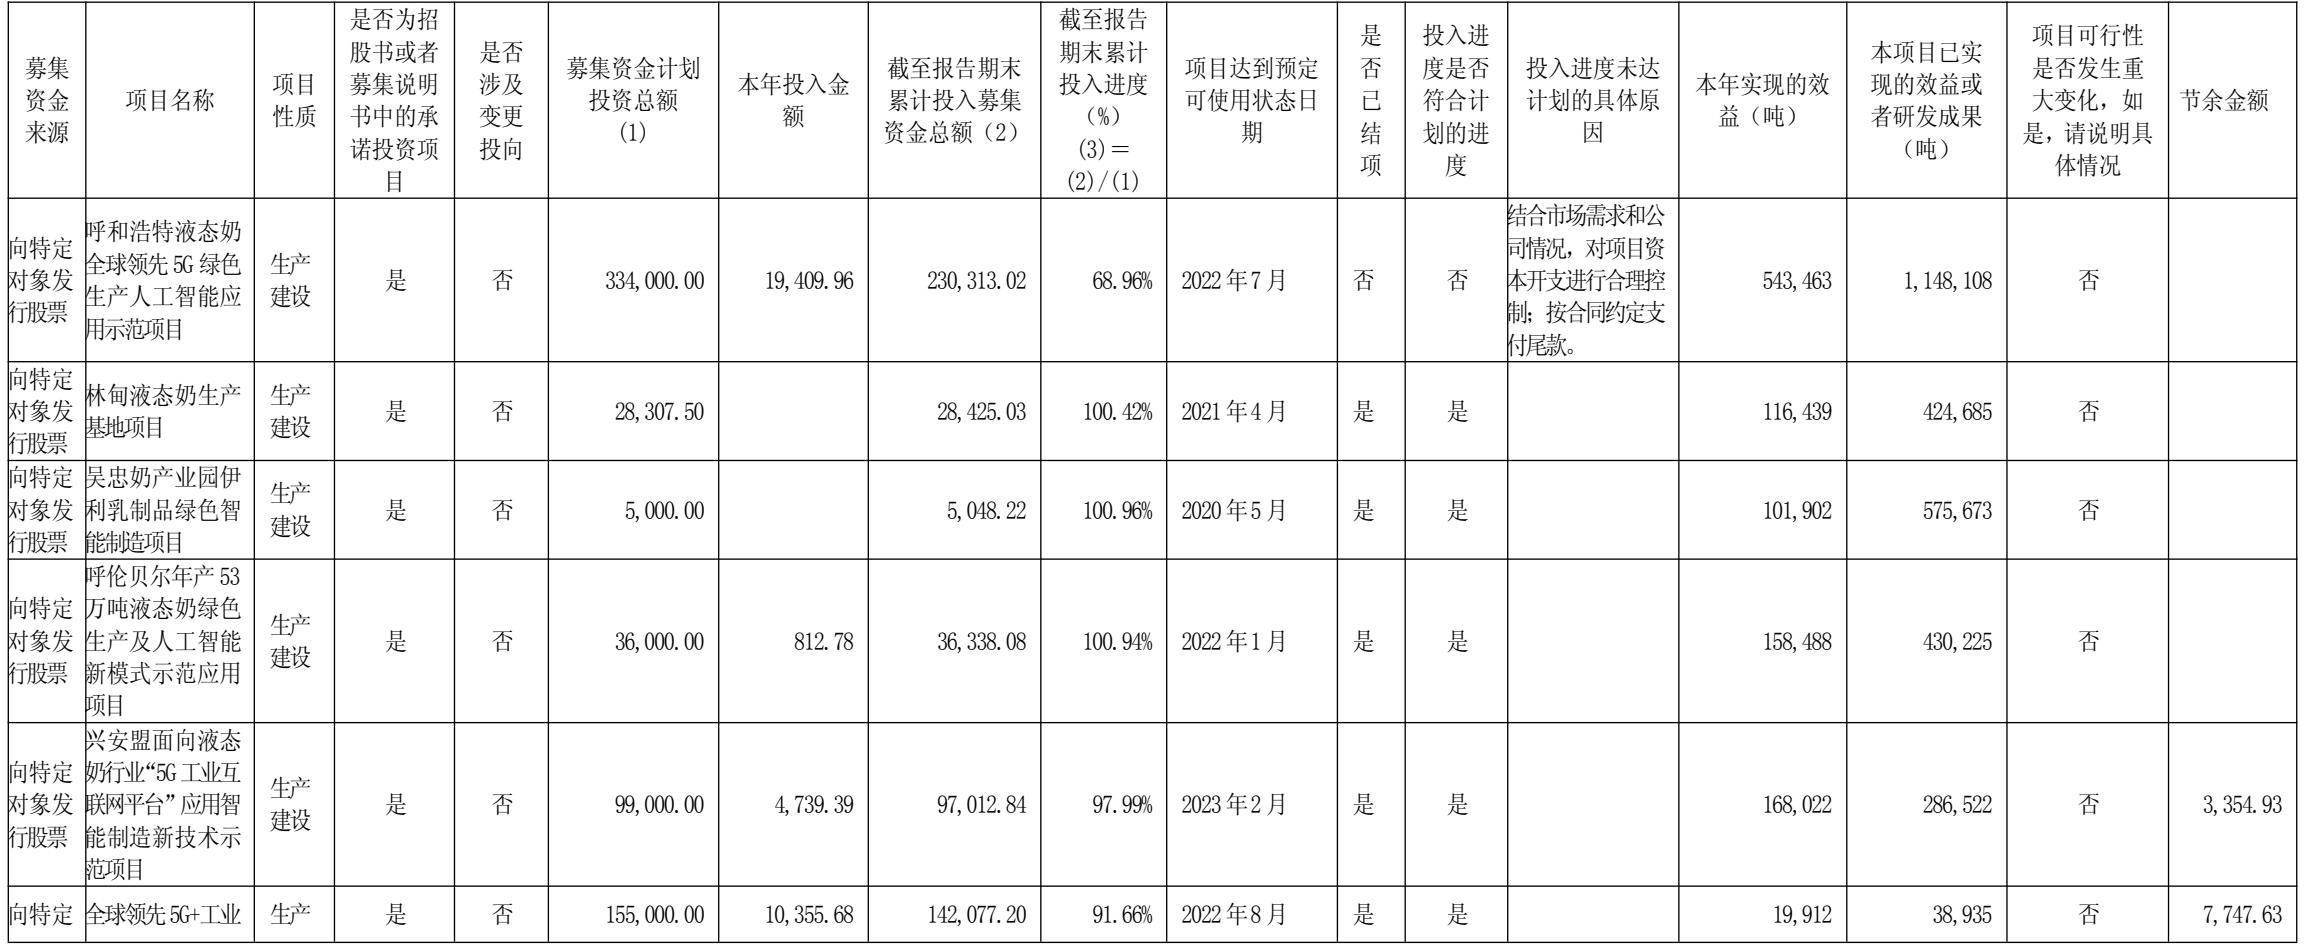 募集
资金
来源
项目名称
项目
性质
是否为招
股书或者
募集说明
书中的承
诺投资项
目
是否
涉及
变更
投向
募集资金计划
投资总额
(1)
本年投入金
额
截至报告期末
累计投入募集
资金总额（2）
截至报告
期末累计
投入进度
（%）
(3)＝
(2)/(1)
项目达到预定
可使用状态日
期
是
否
已
结
项
投入进
度是否
符合计
划的进
度
投入进度未达
计划的具体原
因
本年实现的效
益（吨）
本项目已实
现的效益或
者研发成果
（吨）
项目可行性
是否发生重
大变化，如
是，请说明具
体情况
节余金额
向特定
对象发
行股票
呼和浩特液态奶
全球领先 5G 绿色
生产人工智能应
用示范项目
生产
建设
是
否
334,000.00
19,409.96
230,313.02
68.96%
2022 年 7 月
否
否
结合市场需求和公
司情况，对项目资
本开支进行合理控
制；按合同约定支
付尾款。
543,463
1,148,108
否
向特定
对象发
行股票
林甸液态奶生产
基地项目
生产
建设
是
否
28,307.50
28,425.03
100.42%
2021 年 4 月
是
是
116,439
424,685
否
向特定
对象发
行股票
吴忠奶产业园伊
利乳制品绿色智
能制造项目
生产
建设
是
否
5,000.00
5,048.22
100.96%
2020 年 5 月
是
是
101,902
575,673
否
向特定
对象发
行股票
呼伦贝尔年产 53
万吨液态奶绿色
生产及人工智能
新模式示范应用
项目
生产
建设
是
否
36,000.00
812.78
36,338.08
100.94%
2022 年 1 月
是
是
158,488
430,225
否
向特定
对象发
行股票
兴安盟面向液态
奶行业“5G 工业互
联网平台”应用智
能制造新技术示
范项目
生产
建设
是
否
99,000.00
4,739.39
97,012.84
97.99%
2023 年 2 月
是
是
168,022
286,522
否
3,354.93
向特定
全球领先 5G+工业
生产
是
否
155,000.00
10,355.68
142,077.20
91.66%
2022 年 8 月
是
是
19,912
38,935
否
7,747.63